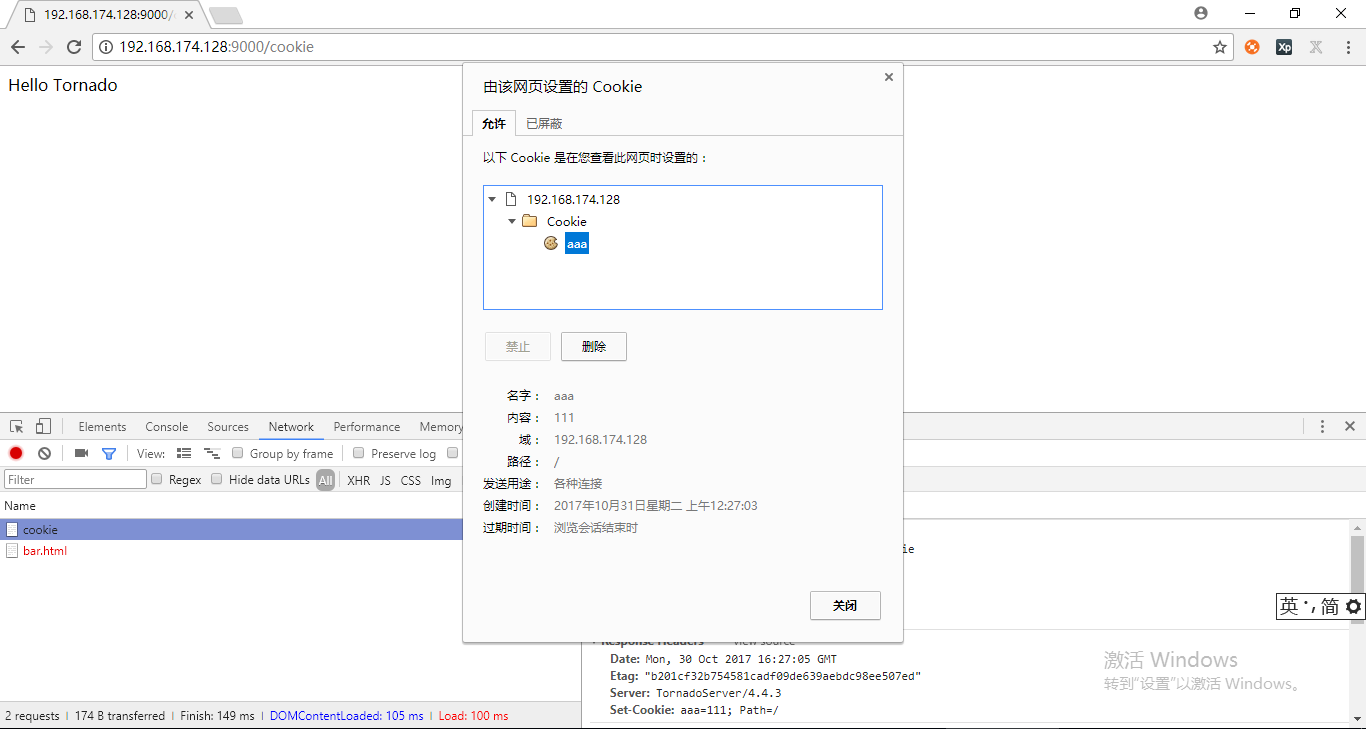 192.168.174.128:9000/
192.168.174.128:9000/cookie
Xp
Hello Tornado
由该网页设置的 Cookie
允许 已屏蔽
以下 Cookie 是在您查看此网页时设置的：
192.168.174.128
Cookie
aaa
禁止 删除
名字： aaa
内容： 111
域： 192.168.174.128
路径： /
发送用途： 各种连接
创建时间： 2017年10月31日星期二 上午12:27:03
过期时间： 浏览会话结束时
关闭
Elements Console Sources Network Performance Memory
View: Group by frame Preserve log
Filter Regex Hide data URLs All XHR JS CSS Img
Name
cookie
bar.html
ie
英 简
Response Headers view source
Date: Mon, 30 Oct 2017 16:27:05 GMT
Etag: "b201cf32b754581cadf09de639aebdc98ee507ed"
Server: TornadoServer/4.4.3
Set-Cookie: aaa=111; Path=/
激活 Windows
转到"设置"以激活 Windows。
2 requests | 174 B transferred | Finish: 149 ms | DOMContentLoaded: 105 ms | Load: 100 ms